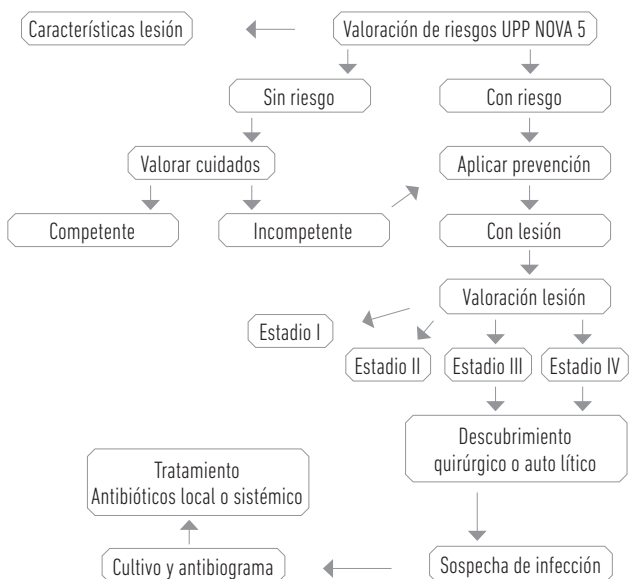 Características lesión
Valoración de riesgos UPP NOVA 5
Sin riesgo
Con riesgo
Valorar cuidados
Aplicar prevención
Competente
Incompetente
Con lesión
Valoración lesión
Estadio I
Estadio II
Estadio III
Estadio IV
Descubrimiento
quirúrgico o auto lítico
Tratamiento
Antibióticos local o sistémico
Cultivo y antibiograma
Sospecha de infección